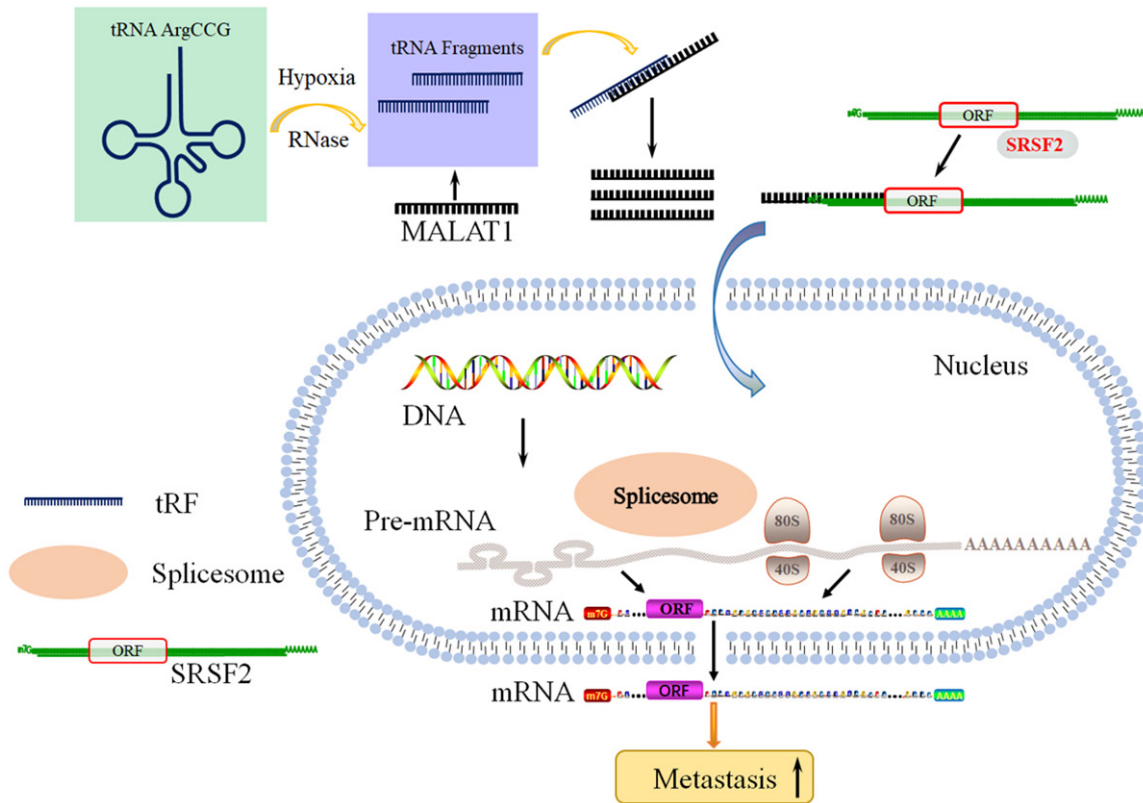 tRNA ArgCCG
Hypoxia
RNase
tRNA Fragments
MALAT1
m7G
ORF
SRSF2
ORF
Nucleus
DNA
Splicesome
Pre-mRNA
80S
80S
40S
40S
AAAAAAAAAA
mRNA
m7G
ORF
AAAA
mRNA
m7G
ORF
AAAA
Metastasis
tRF
Splicesome
m7G
ORF
SRSF2